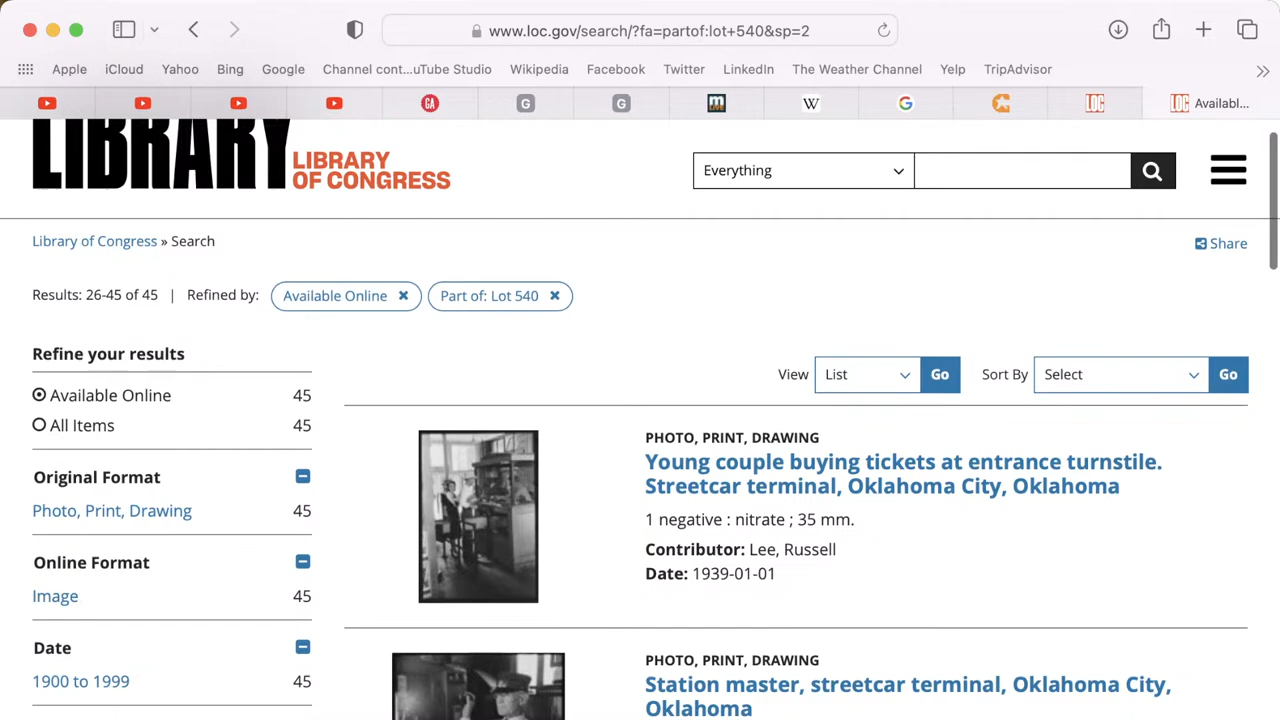 www.loc.gov/search/?fa=partof:lot+540&sp=2
Apple iCloud Yahoo Bing Google Channel cont...uTube Studio Wikipedia Facebook Twitter LinkedIn The Weather Channel Yelp TripAdvisor
GA G G M W G C LOC LOC Availabl...
LIBRARY LIBRARY
OF CONGRESS
Everything
Library of Congress » Search
Share
Results: 26-45 of 45 | Refined by: Available Online × Part of: Lot 540 ×
Refine your results
Available Online 45
All Items 45
Original Format
Photo, Print, Drawing 45
Online Format
Image 45
Date
1900 to 1999 45
View List Go Sort By Select Go
PHOTO, PRINT, DRAWING
Young couple buying tickets at entrance turnstile.
Streetcar terminal, Oklahoma City, Oklahoma
1 negative : nitrate ; 35 mm.
Contributor: Lee, Russell
Date: 1939-01-01
PHOTO, PRINT, DRAWING
Station master, streetcar terminal, Oklahoma City,
Oklahoma